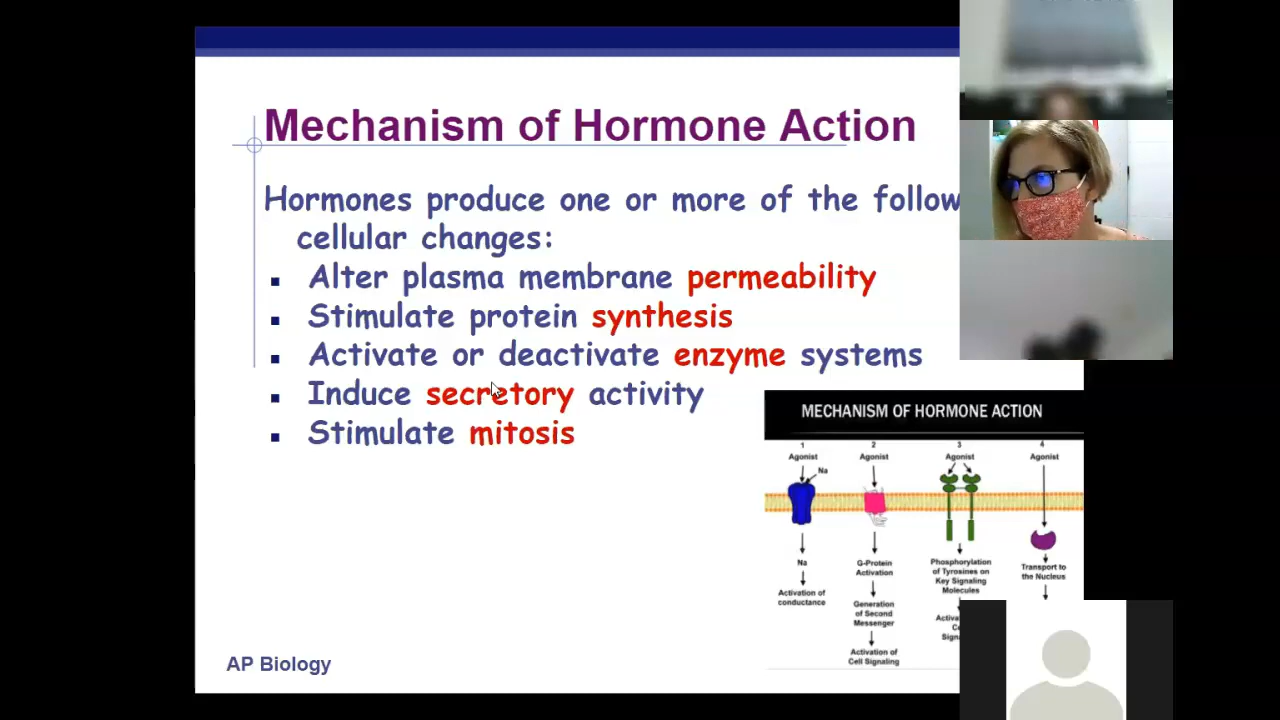 Mechanism of Hormone Action
Hormones produce one or more of the
cellular changes:
Alter plasma membrane permeability
Stimulate protein synthesis
Activate or deactivate enzyme systems
Induce secretory activity
Stimulate mitosis
MECHANISM OF HORMONE ACTION
1 2 3 4
Agonist Agonist Agonist Agonist
Na
Na
Activation of
conductance
G-Protein
Activation
Generation
of Second
Messenger
Activation of
Cell Signaling
Phosphorylation
of Tyrosines on
Key Signaling
Molecules
Transport to
the Nucleus
AP Biology